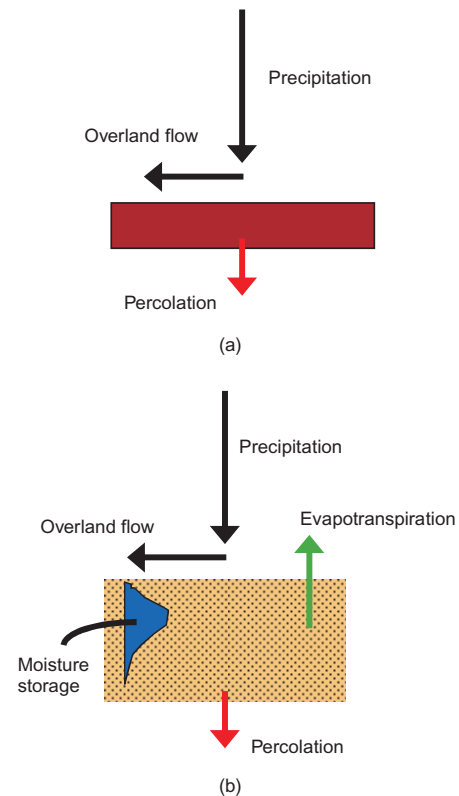 Precipitation
Overland flow
Percolation
(a)
Precipitation
Overland flow
Evapotranspiration
Moisture
storage
Percolation
(b)